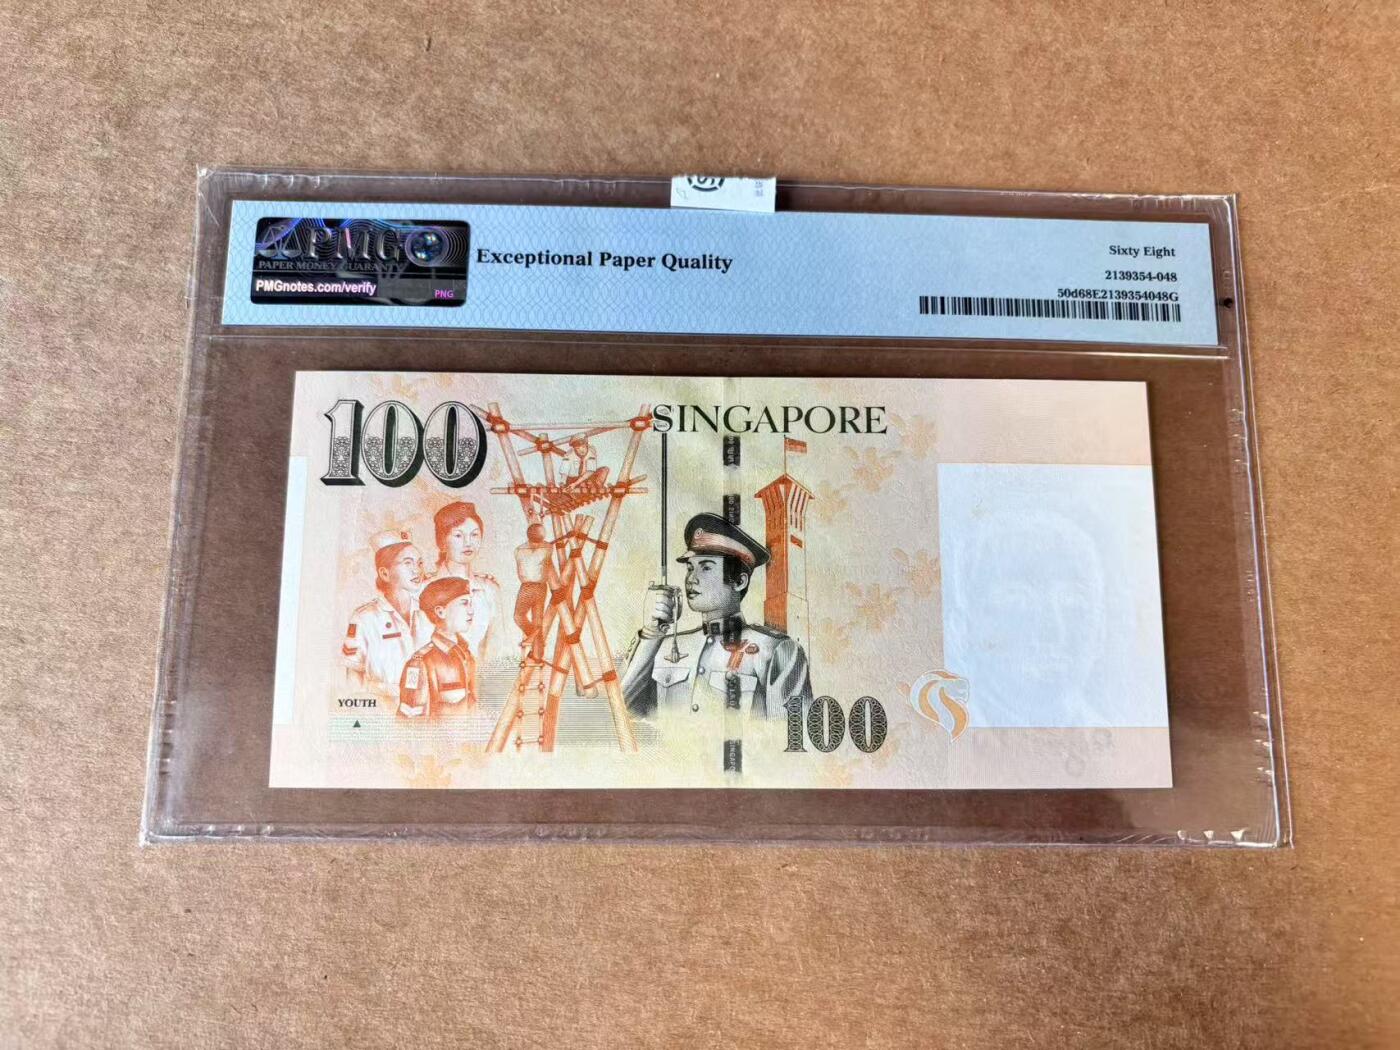 PMG
PAPER MONEY GUARANTY
PMGnotes.com/verify
PNG
Exceptional Paper Quality
Sixty Eight
2139354-048
50d68E2139354048G
100
SINGAPORE
YOUTH
100